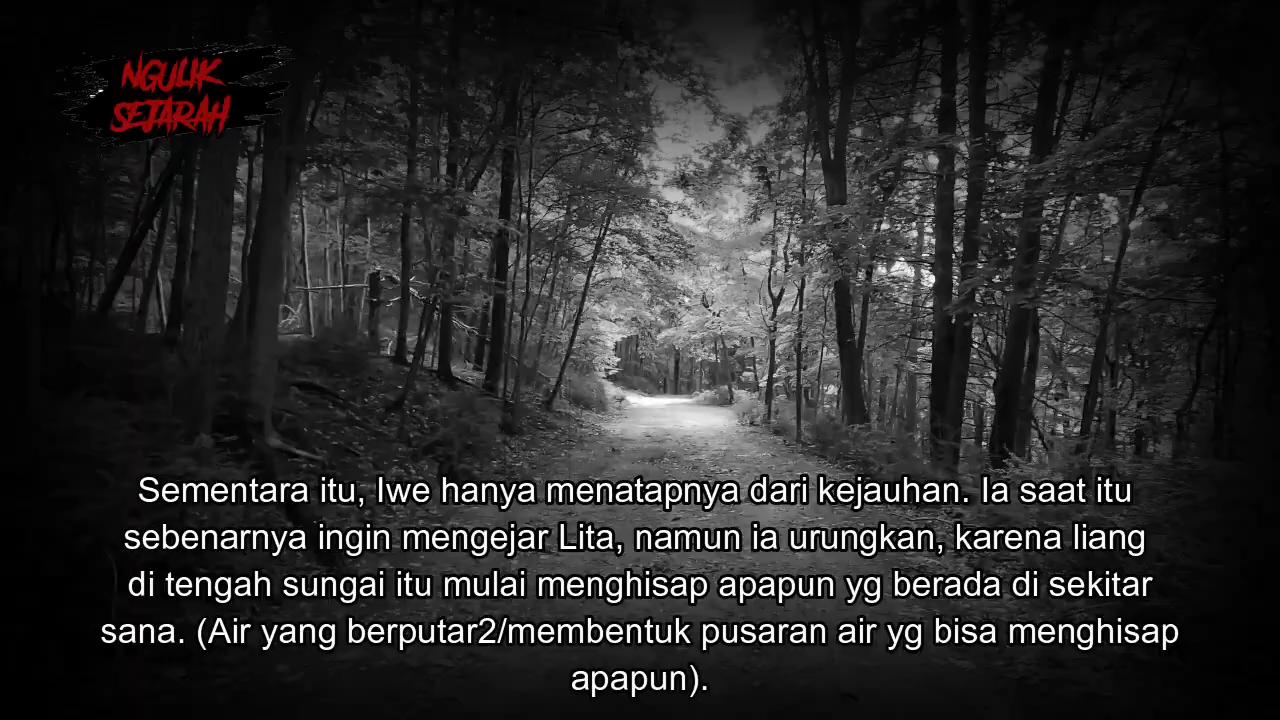 NGULIK
SEJARAH
Sementara itu, Iwe hanya menatapnya dari kejauhan. Ia saat itu
sebenarnya ingin mengejar Lita, namun ia urungkan, karena liang
di tengah sungai itu mulai menghisap apapun yg berada di sekitar
sana. (Air yang berputar2/membentuk pusaran air yg bisa menghisap
apapun).